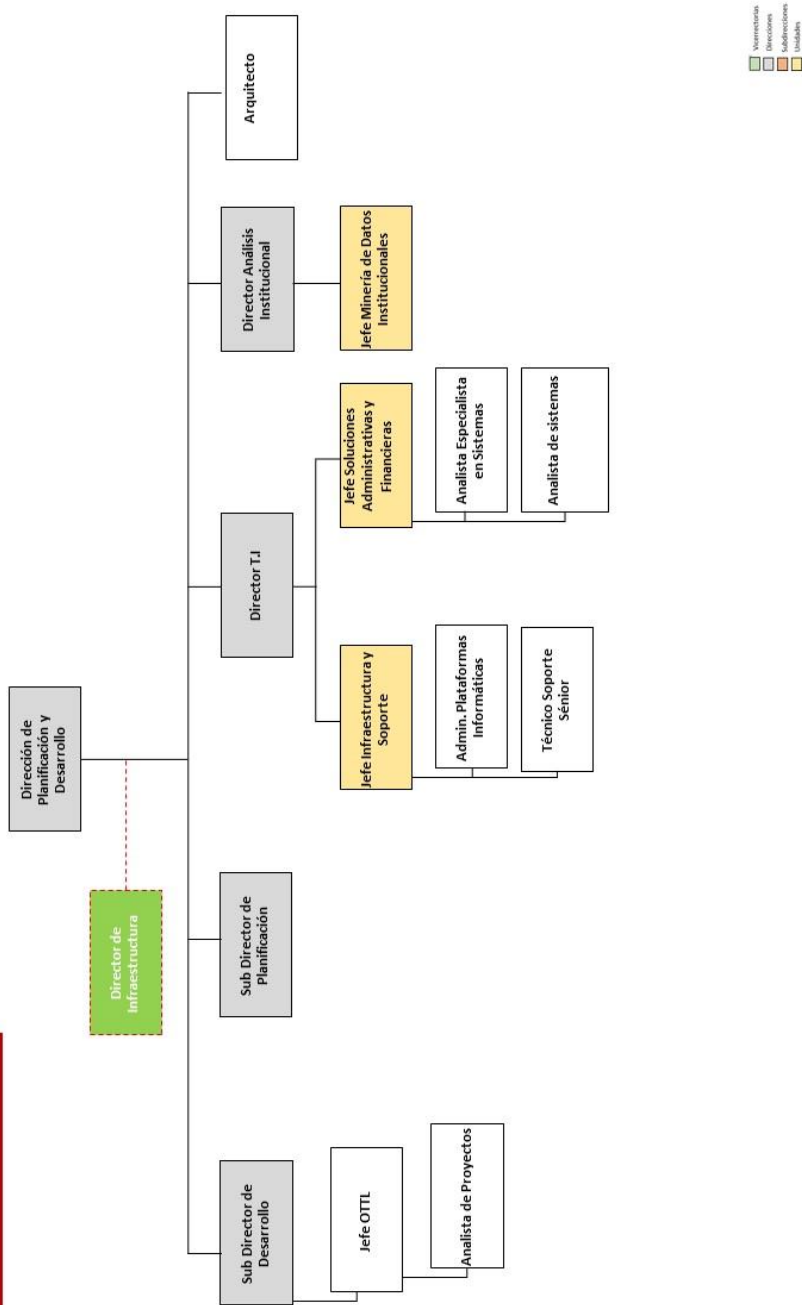 Dirección de
Planificación y
Desarrollo
Director de
Infraestructura
Sub Director de
Desarrollo
Sub Director de
Planificación
Director T.I
Director Análisis
Institucional
Arquitecto
Jefe OTTL
Analista de Proyectos
Jefe Infraestructura y
Soporte
Admin. Plataformas
Informáticas
Técnico Soporte
Sénior
Jefe Soluciones
Administrativas y
Financieras
Analista Especialista
en Sistemas
Analista de sistemas
Jefe Minería de Datos
Institucionales
Vicerrectorías
Direcciones
Subdirecciones
Unidades